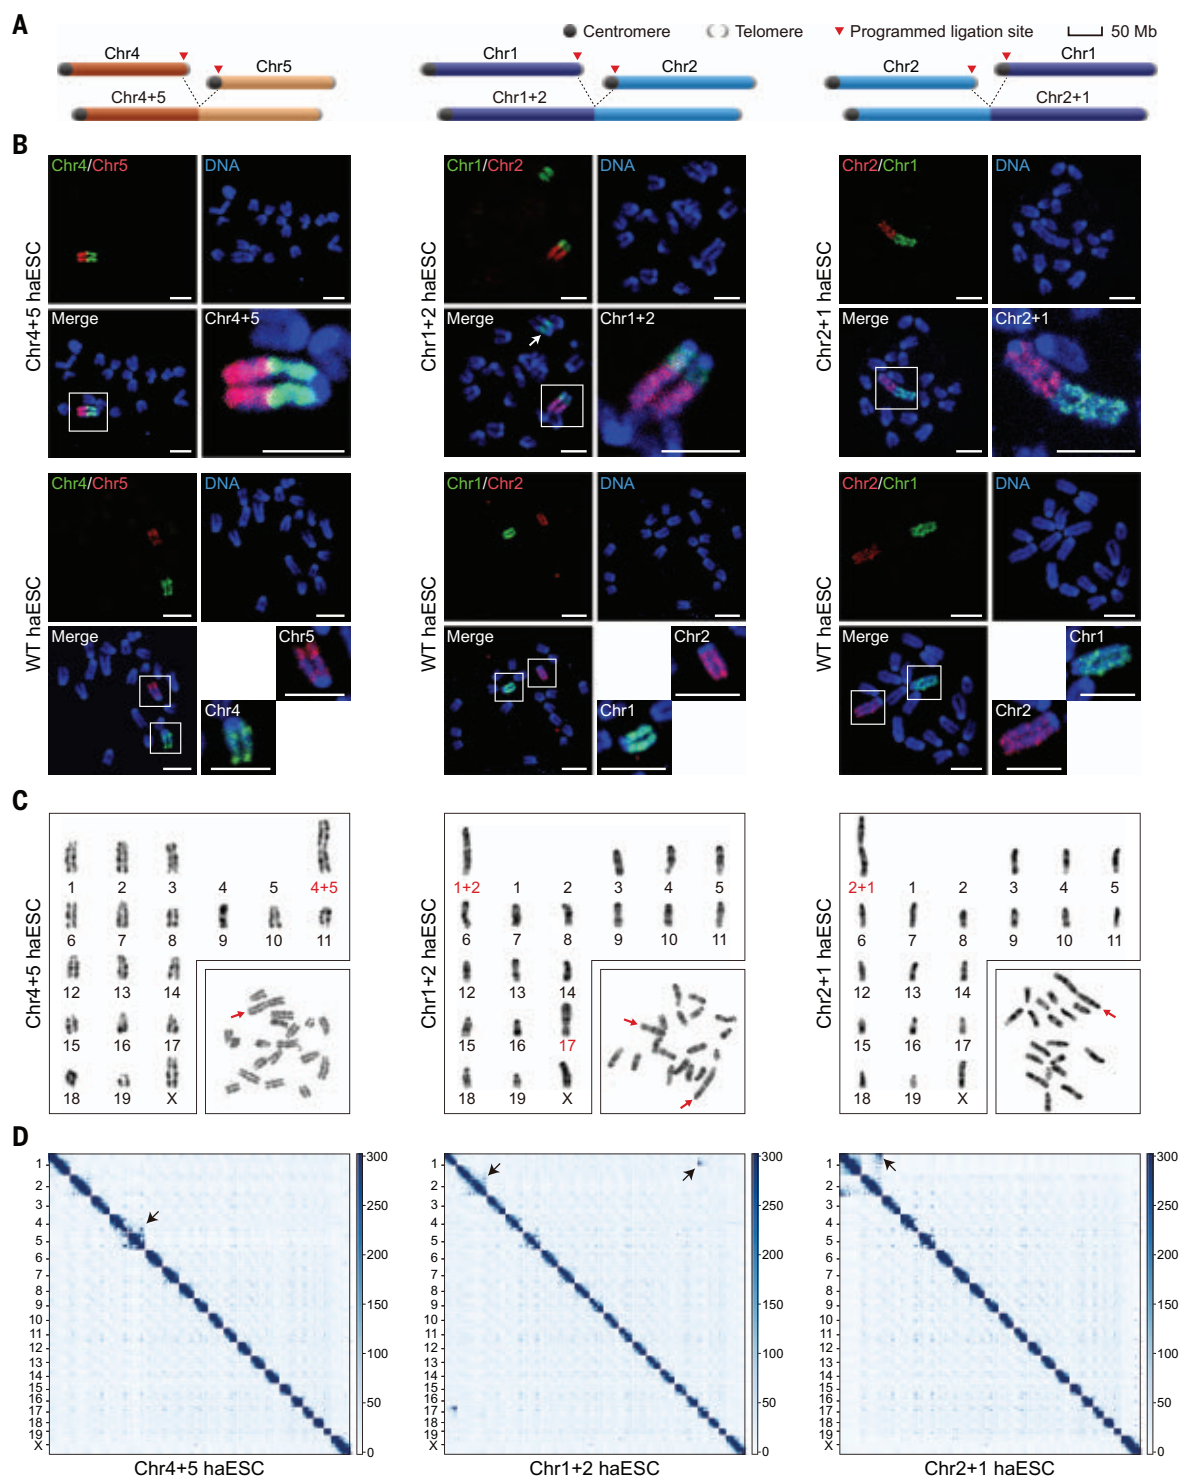 A
Centromere Telomere Programmed ligation site 50 Mb
Chr4 Chr5 Chr1 Chr2 Chr2 Chr1
Chr4+5 Chr1+2 Chr2+1
B
Chr4+5 haESC
Chr4/Chr5 DNA
Merge Chr4+5
Chr1+2 haESC
Chr1/Chr2 DNA
Merge Chr1+2
Chr2+1 haESC
Chr2/Chr1 DNA
Merge Chr2+1
WT haESC
Chr4/Chr5 DNA
Merge Chr5
Chr4
WT haESC
Chr1/Chr2 DNA
Merge Chr2
Chr1
WT haESC
Chr2/Chr1 DNA
Merge Chr1
Chr2
C
Chr4+5 haESC
1 2 3 4 5 4+5
6 7 8 9 10 11
12 13 14
15 16 17
18 19 X
Chr1+2 haESC
1+2 1 2 3 4 5
6 7 8 9 10 11
12 13 14
15 16 17
18 19 X
Chr2+1 haESC
2+1 1 2 3 4 5
6 7 8 9 10 11
12 13 14
15 16 17
18 19 X
D
1
2
3
4
5
6
7
8
9
10
11
12
13
14
15
16
17
18
19
X
300
200
150
100
50
0
Chr4+5 haESC
1
2
3
4
5
6
7
8
9
10
11
12
13
14
15
16
17
18
19
X
300
200
150
100
50
0
Chr1+2 haESC
1
2
3
4
5
6
7
8
9
10
11
12
13
14
15
16
17
18
19
X
300
200
150
100
50
0
Chr2+1 haESC